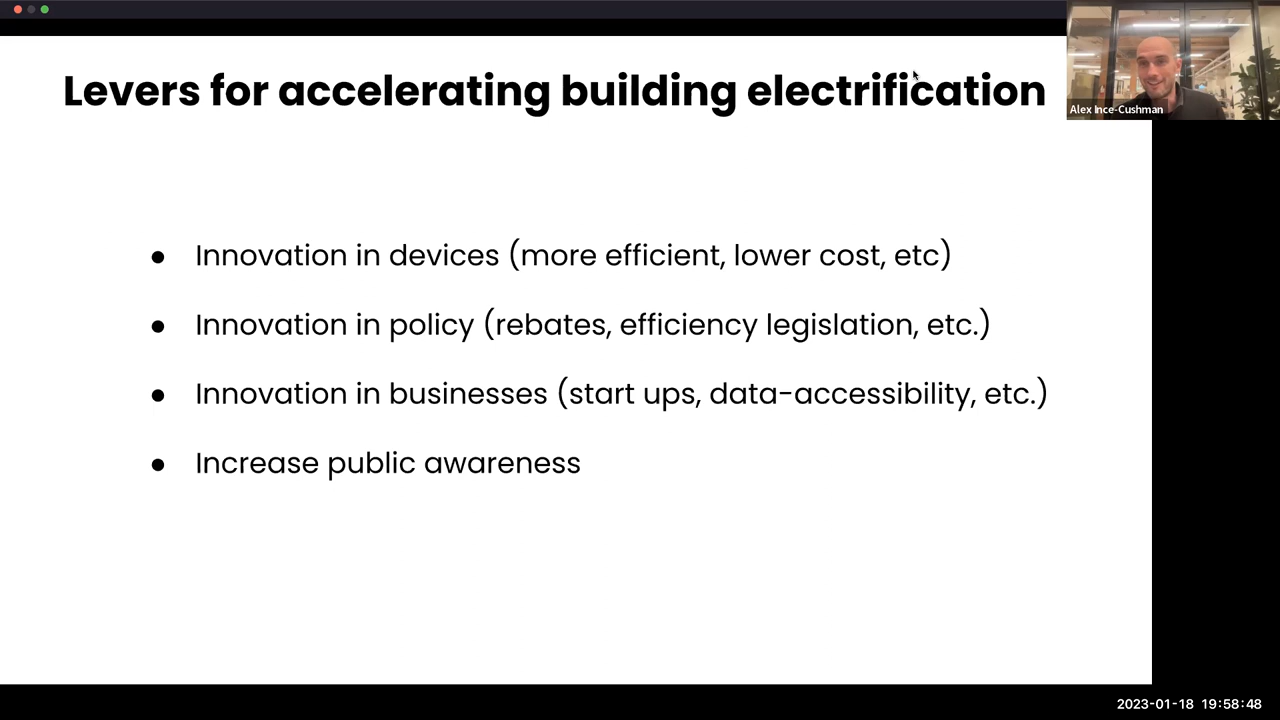 Levers for accelerating building electrification
Alex Ince-Cushman
● Innovation in devices (more efficient, lower cost, etc)
● Innovation in policy (rebates, efficiency legislation, etc.)
● Innovation in businesses (start ups, data-accessibility, etc.)
● Increase public awareness
2023-01-18 19:58:48